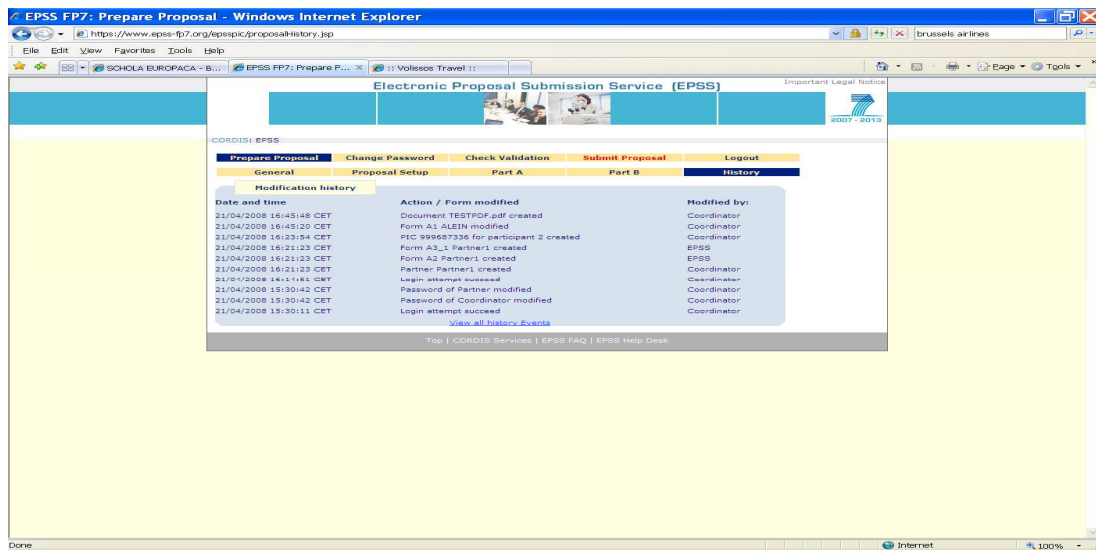 EPSS FP7: Prepare Proposal - Windows Internet Explorer
https://www.epss-fp7.org/epsspic/proposalHistory.jsp
brussels airlines
File Edit View Favorites Tools Help
SCHOLA EUROPACA - B... EPSS FP7: Prepare P... :: Volissos Travel :: Page Tools
Electronic Proposal Submission Service (EPSS) Important Legal Notice
2007 - 2013
CORDIS: EPSS
Prepare Proposal Change Password Check Validation Submit Proposal Logout
General Proposal Setup Part A Part B History
Modification history
Date and time Action / Form modified Modified by:
21/04/2008 16:45:48 CET Document TESTPDF.pdf created Coordinator
21/04/2008 16:45:20 CET Form A1 ALEIN modified Coordinator
21/04/2008 16:23:54 CET PIC 999687336 for participant 2 created Coordinator
21/04/2008 16:21:23 CET Form A3_1 Partner1 created EPSS
21/04/2008 16:21:23 CET Form A2 Partner1 created EPSS
21/04/2008 16:21:23 CET Partner Partner1 created Coordinator
21/04/2008 16:14:51 CET Login attempt succeed Coordinator
21/04/2008 15:30:42 CET Password of Partner modified Coordinator
21/04/2008 15:30:42 CET Password of Coordinator modified Coordinator
21/04/2008 15:30:11 CET Login attempt succeed Coordinator
View all history Events
Top | CORDIS Services | EPSS FAQ | EPSS Help Desk
Done Internet 100%